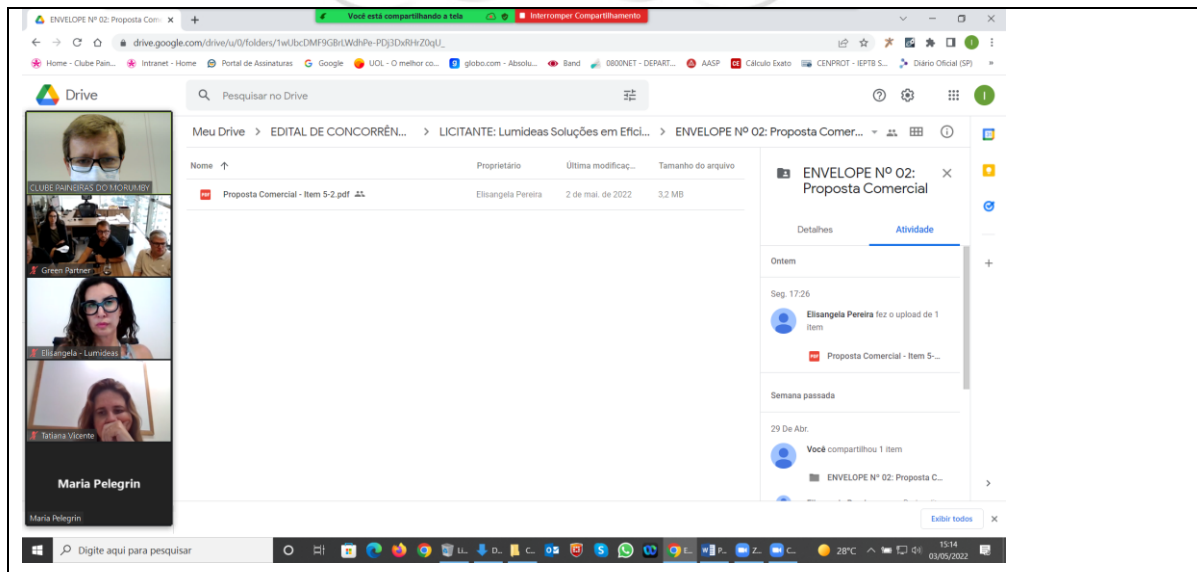 ENVELOPE Nº 02: Proposta Com
Você está compartilhando a tela
Interromper Compartilhamento
drive.google.com/drive/u/0/folders/1wUbcDMF9GBrLWdhPe-PDj3DxRHrZ0qU_
Home - Clube Pain...
Intranet - Home
Portal de Assinaturas
Google
UOL - O melhor co...
globo.com - Absolu...
Band
0800NET - DEPART...
AASP
Cálculo Exato
CENPROT - IEPTB S...
Diário Oficial (SP)
Drive
Pesquisar no Drive
Meu Drive > EDITAL DE CONCORRÊN... > LICITANTE: Lumideas Soluções em Efici... > ENVELOPE Nº 02: Proposta Comer...
Nome
Proprietário
Última modificaç...
Tamanho do arquivo
Proposta Comercial - Item 5-2.pdf
Elisangela Pereira
2 de mai. de 2022
3,2 MB
CLUBE PAINEIRAS DO MORUMBY
Green Partner
Elisangela - Lumideas
Tatiana Vicente
Maria Pelegrin
Maria Pelegrin
ENVELOPE Nº 02:
Proposta Comercial
Detalhes
Atividade
Ontem
Seg. 17:26
Elisangela Pereira fez o upload de 1
item
Proposta Comercial - Item 5-...
Semana passada
29 De Abr.
Você compartilhou 1 item
ENVELOPE Nº 02: Proposta C...
Exibir todos
Digite aqui para pesquisar
Li...
D...
C...
E...
P...
Z...
C...
28°C
15:14
03/05/2022